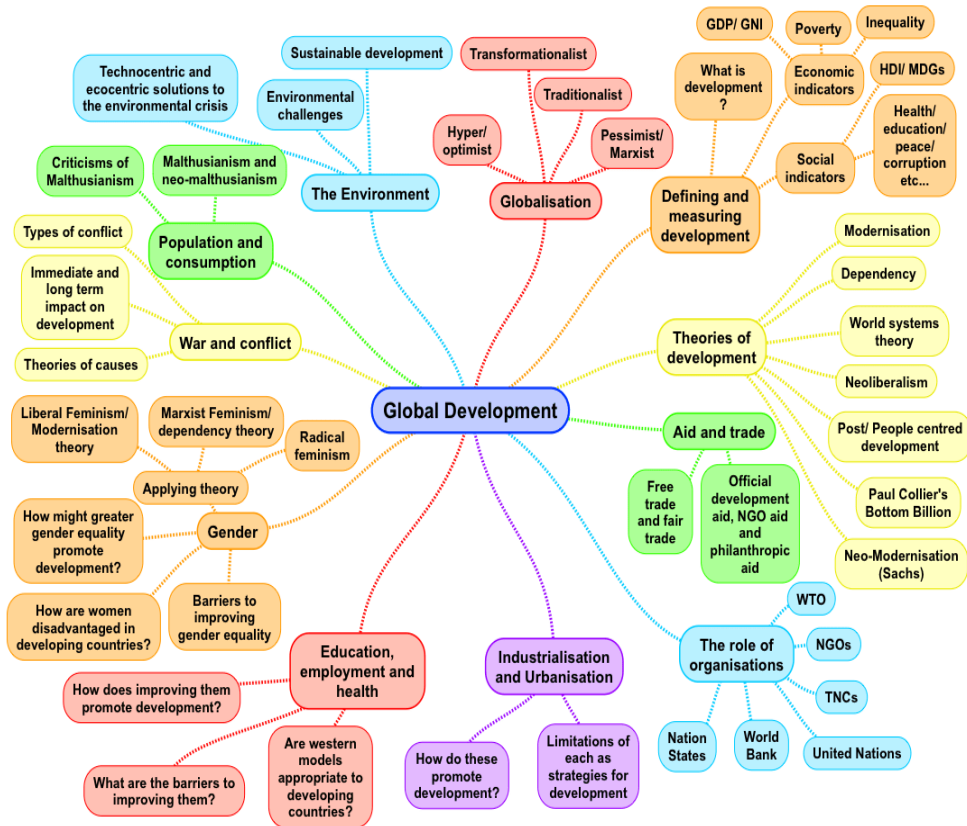 Global Development
The Environment
Technocentric and
ecocentric solutions to
the environmental crisis
Environmental
challenges
Sustainable development
Globalisation
Hyper/
optimist
Transformationalist
Traditionalist
Pessimist/
Marxist
Defining and
measuring
development
What is
development
?
Economic
indicators
GDP/ GNI
Poverty
Inequality
Social
indicators
HDI/ MDGs
Health/
education/
peace/
corruption
etc...
Theories of
development
Modernisation
Dependency
World systems
theory
Neoliberalism
Post/ People centred
development
Paul Collier's
Bottom Billion
Neo-Modernisation
(Sachs)
Aid and trade
Free
trade
and fair
trade
Official
development
aid, NGO aid
and
philanthropic
aid
The role of
organisations
WTO
NGOs
TNCs
United Nations
World
Bank
Nation
States
Industrialisation
and Urbanisation
How do these
promote
development?
Limitations of
each as
strategies for
development
Education,
employment and
health
How does improving them
promote development?
What are the barriers to
improving them?
Are western
models
appropriate to
developing
countries?
Gender
Applying theory
Liberal Feminism/
Modernisation
theory
Marxist Feminism/
dependency theory
Radical
feminism
How might greater
gender equality
promote
development?
How are women
disadvantaged in
developing countries?
Barriers to
improving
gender equality
War and conflict
Types of conflict
Immediate and
long term
impact on
development
Theories of causes
Population and
consumption
Criticisms of
Malthusianism
Malthusianism and
neo-malthusianism